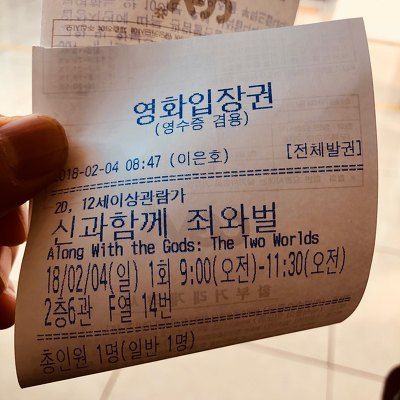 영화입장권
(영수증 겸용)
2018-02-04 08:47 (이은호) [전체발권]
2D, 12세이상관람가
신과함께 죄와벌
Along With the Gods: The Two Worlds
18/02/04(일) 1회 9:00(오전)-11:30(오전)
2층6관 F열 14번
총인원 1명(일반 1명)